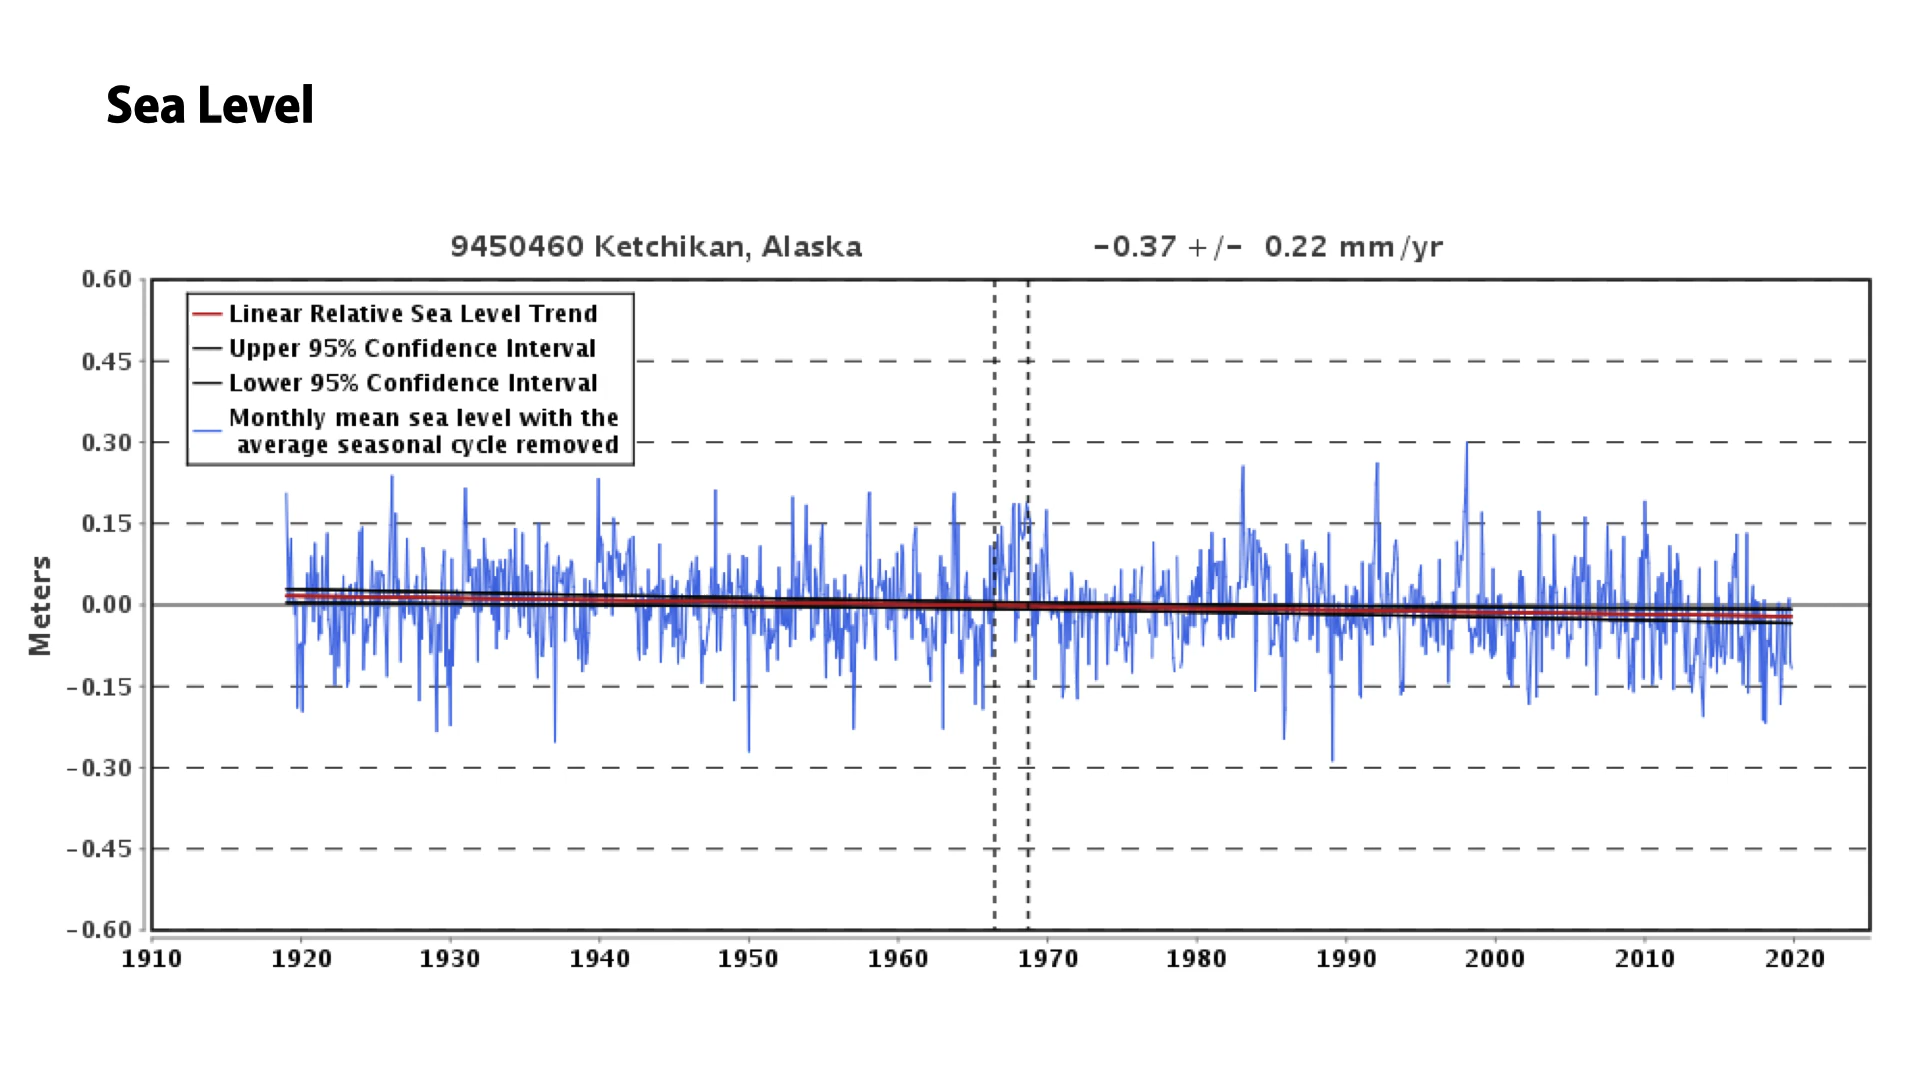 Sea Level
9450460 Ketchikan, Alaska
−0.37 +/− 0.22 mm/yr
Linear Relative Sea Level Trend
Upper 95% Confidence Interval
Lower 95% Confidence Interval
Monthly mean sea level with the
average seasonal cycle removed
Meters
0.60
0.45
0.30
0.15
0.00
−0.15
−0.30
−0.45
−0.60
1910 1920 1930 1940 1950 1960 1970 1980 1990 2000 2010 2020